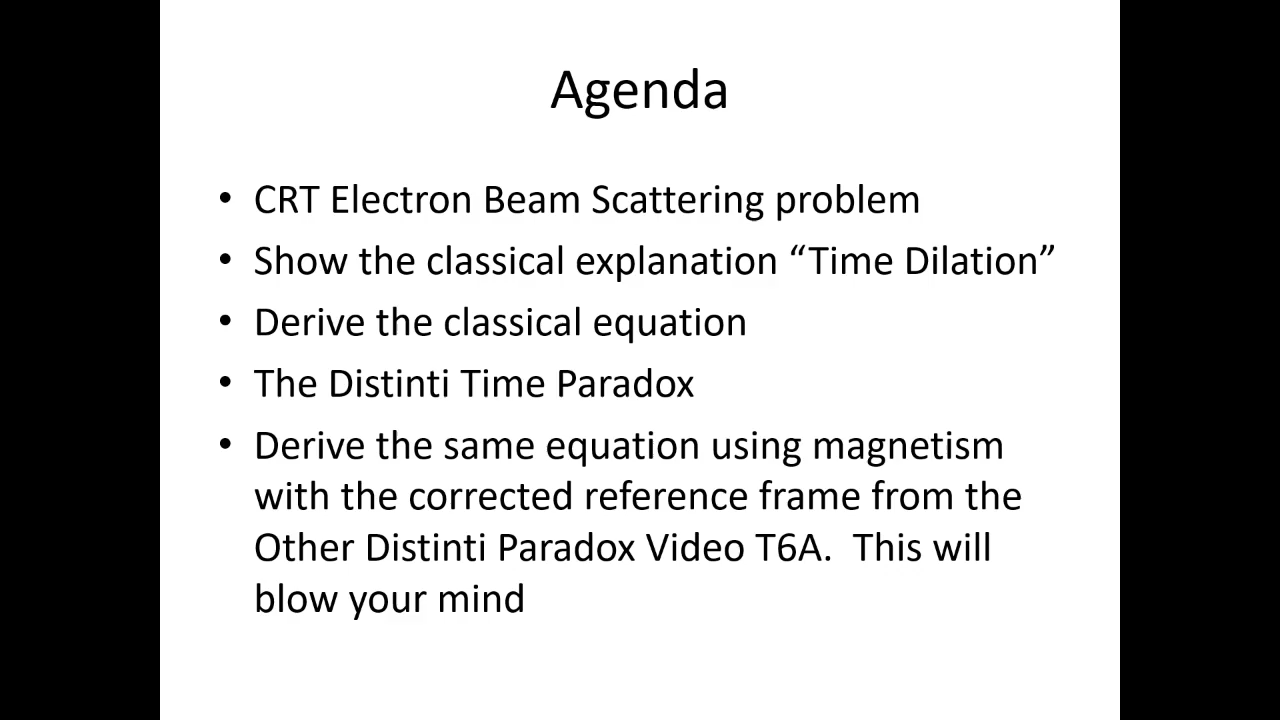 Agenda
• CRT Electron Beam Scattering problem
• Show the classical explanation “Time Dilation”
• Derive the classical equation
• The Distinti Time Paradox
• Derive the same equation using magnetism
with the corrected reference frame from the
Other Distinti Paradox Video T6A.  This will
blow your mind